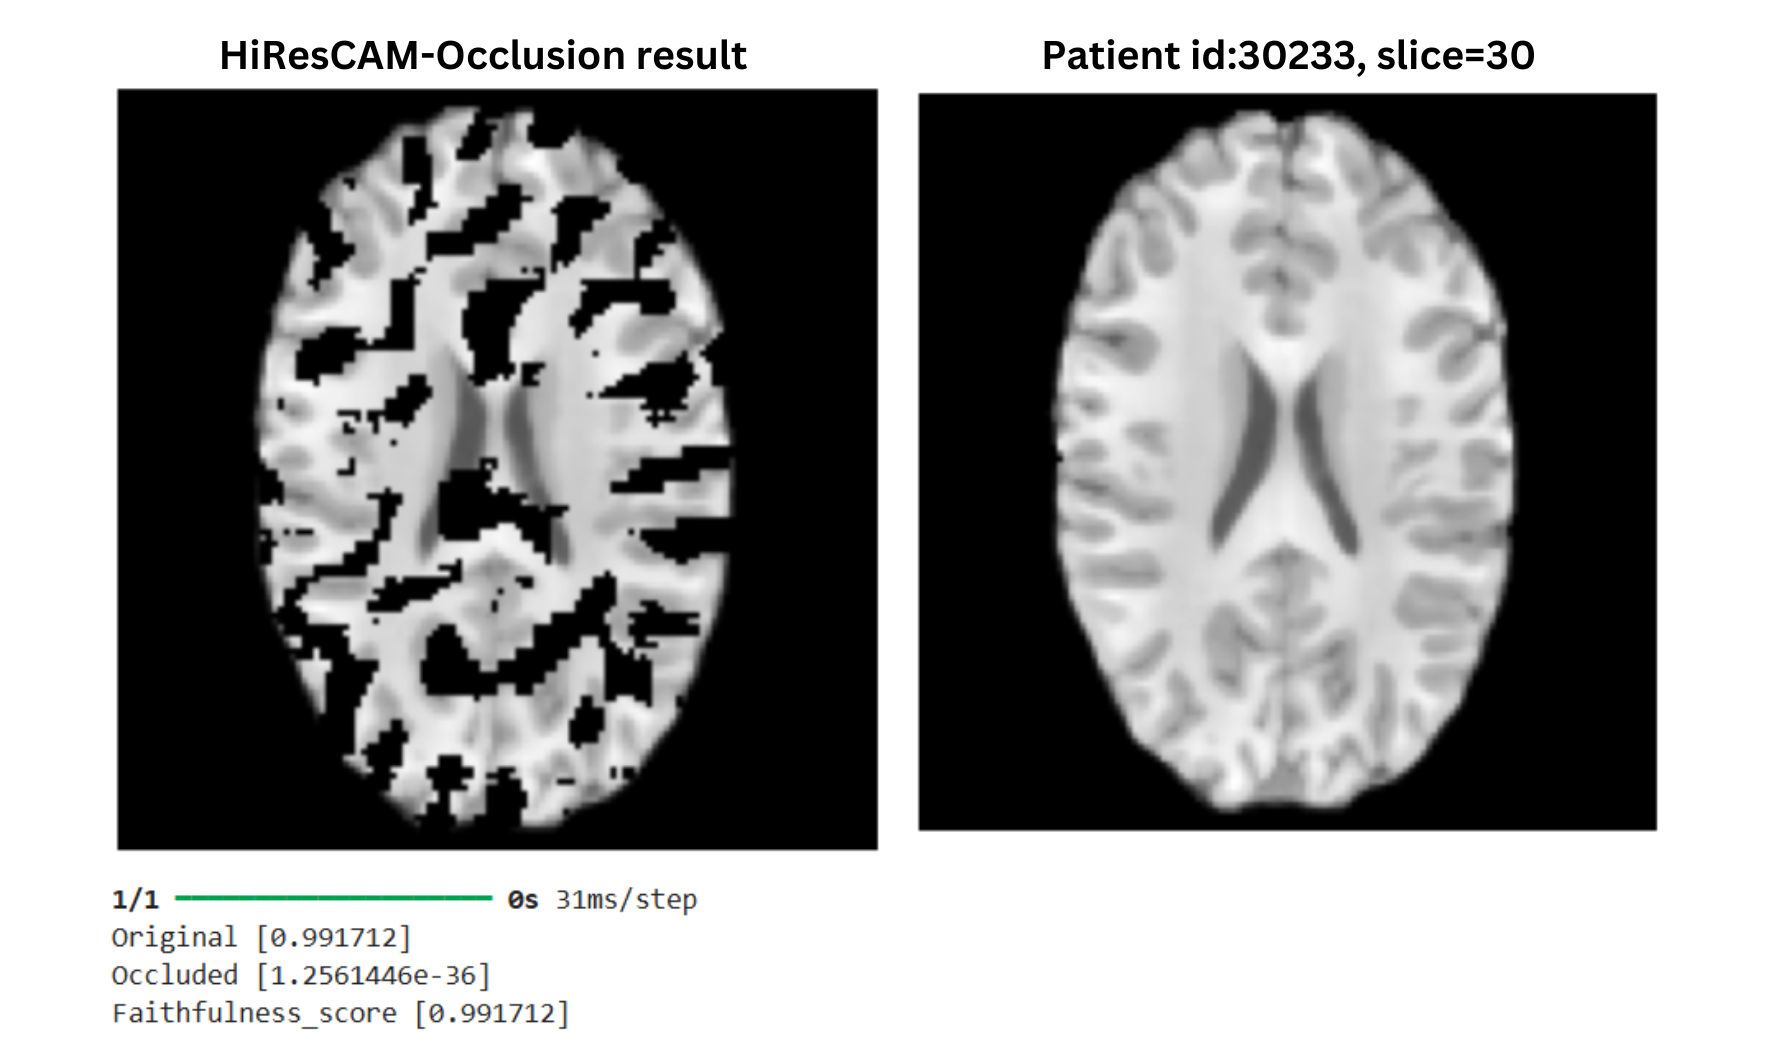 HiResCAM-Occlusion result
Patient id:30233, slice=30
1/1 0s 31ms/step
Original [0.991712]
Occluded [1.2561446e-36]
Faithfulness_score [0.991712]